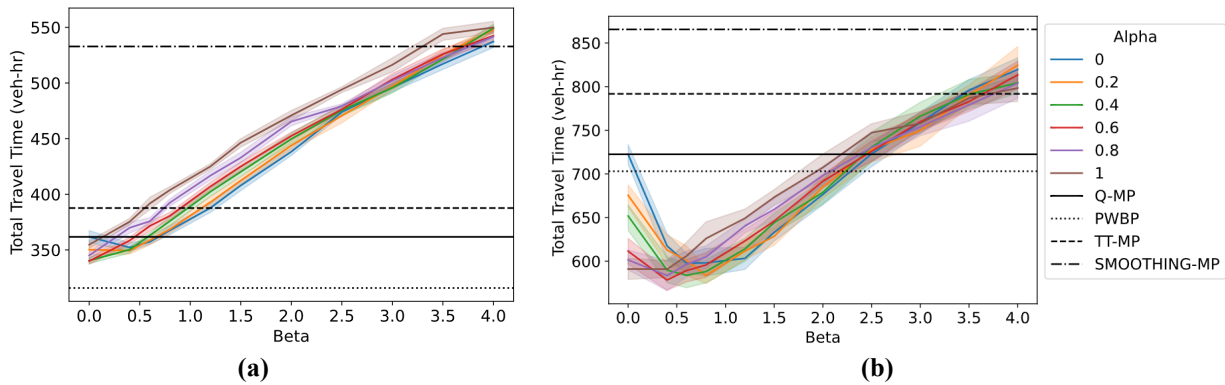 Total Travel Time (veh-hr)
550
500
450
400
350
0.0 0.5 1.0 1.5 2.0 2.5 3.0 3.5 4.0
Beta
(a)
Total Travel Time (veh-hr)
850
800
750
700
650
600
0.0 0.5 1.0 1.5 2.0 2.5 3.0 3.5 4.0
Beta
(b)
Alpha
0
0.2
0.4
0.6
0.8
1
Q-MP
PWBP
TT-MP
SMOOTHING-MP